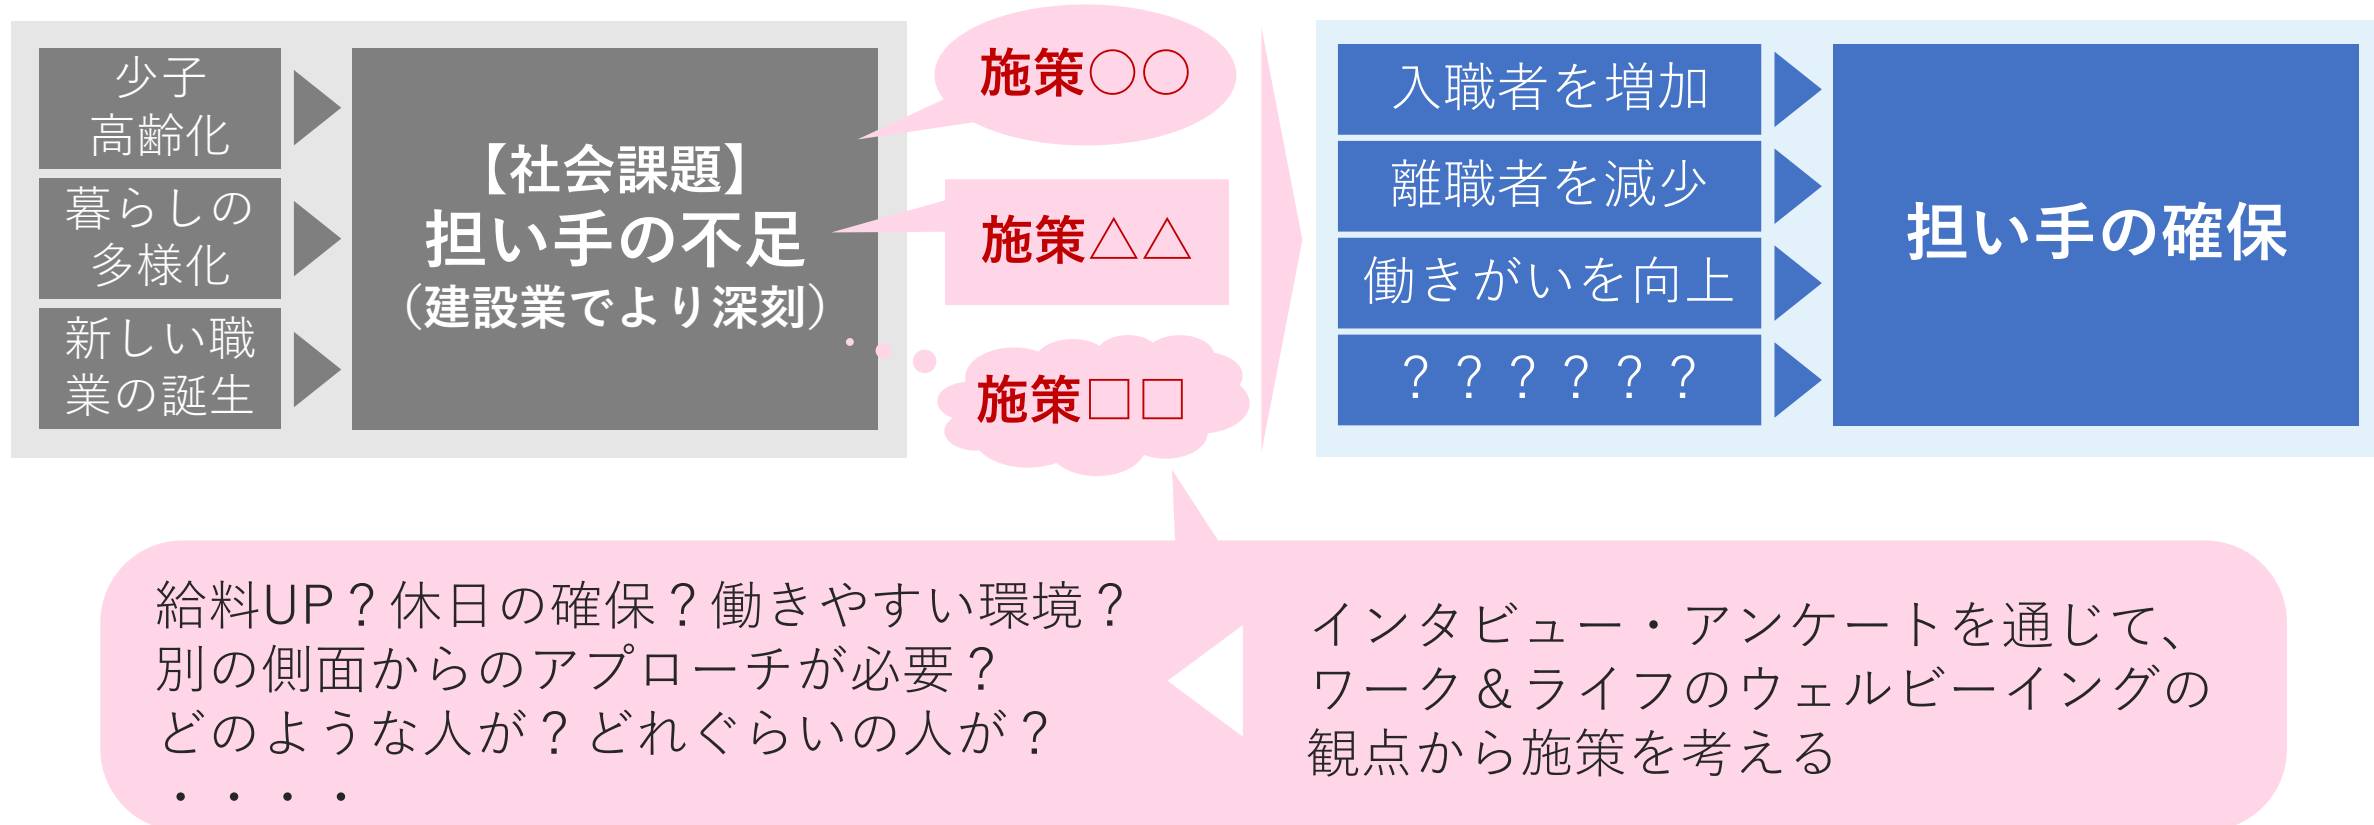 少子
高齢化
暮らしの
多様化
新しい職
業の誕生
【社会課題】
担い手の不足
（建設業でより深刻）
施策○○
施策△△
施策□□
入職者を増加
離職者を減少
働きがいを向上
？？？？？？
担い手の確保
給料UP？休日の確保？働きやすい環境？
別の側面からのアプローチが必要？
どのような人が？どれぐらいの人が？
・・・・
インタビュー・アンケートを通じて、
ワーク＆ライフのウェルビーイングの
観点から施策を考える